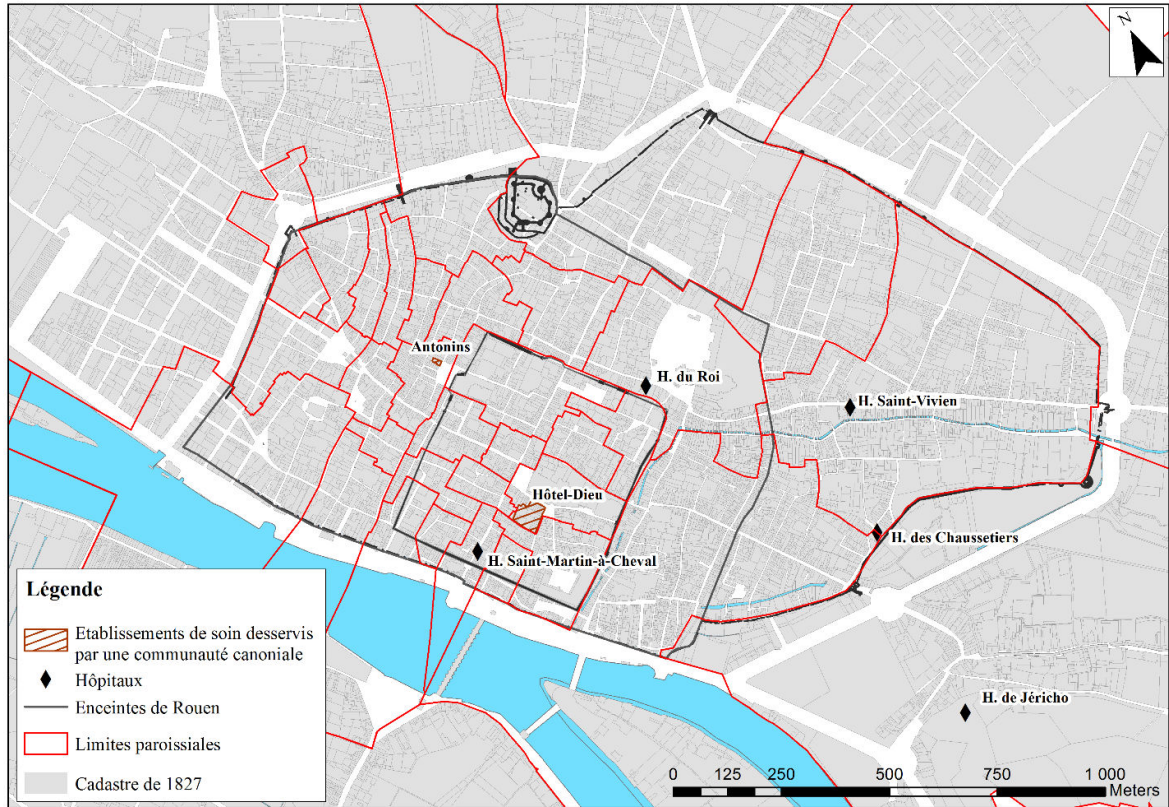 N
Antonins
H. du Roi
H. Saint-Vivien
Hôtel-Dieu
H. des Chaussetiers
H. Saint-Martin-à-Cheval
H. de Jéricho
Légende
Etablissements de soin desservis
par une communauté canoniale
Hôpitaux
Enceintes de Rouen
Limites paroissiales
Cadastre de 1827
0 125 250 500 750 1 000
Meters